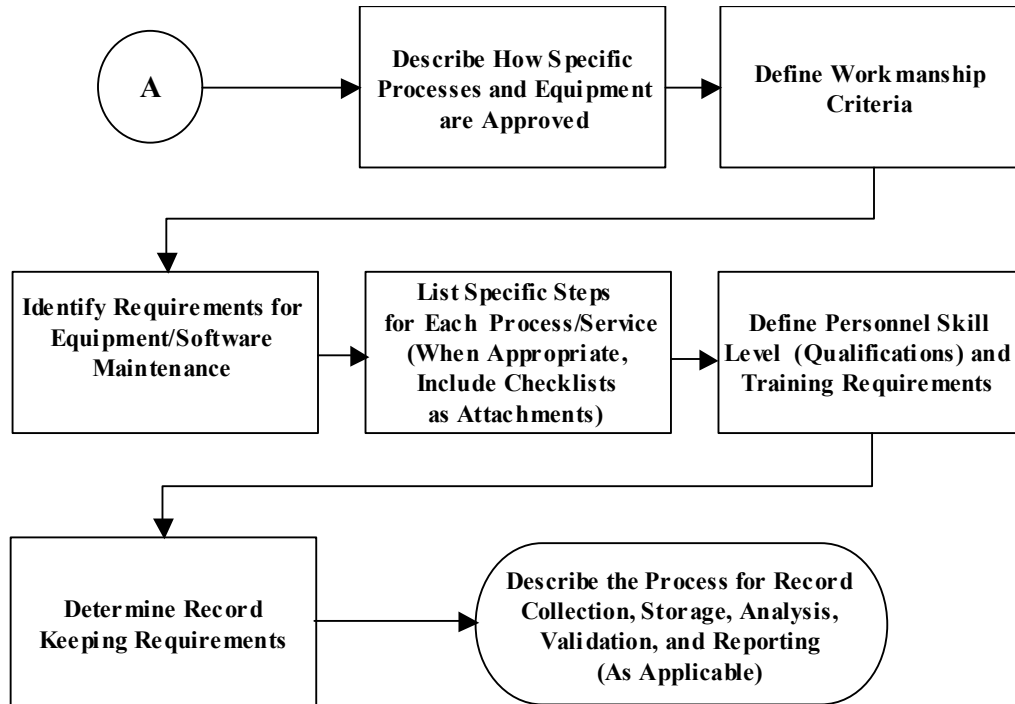 A
Describe How Specific
Processes and Equipment
are Approved
Define Workmanship
Criteria
Identify Requirements for
Equipment/Software
Maintenance
List Specific Steps
for Each Process/Service
(When Appropriate,
Include Checklists
as Attachments)
Define Personnel Skill
Level (Qualifications) and
Training Requirements
Determine Record
Keeping Requirements
Describe the Process for Record
Collection, Storage, Analysis,
Validation, and Reporting
(As Applicable)